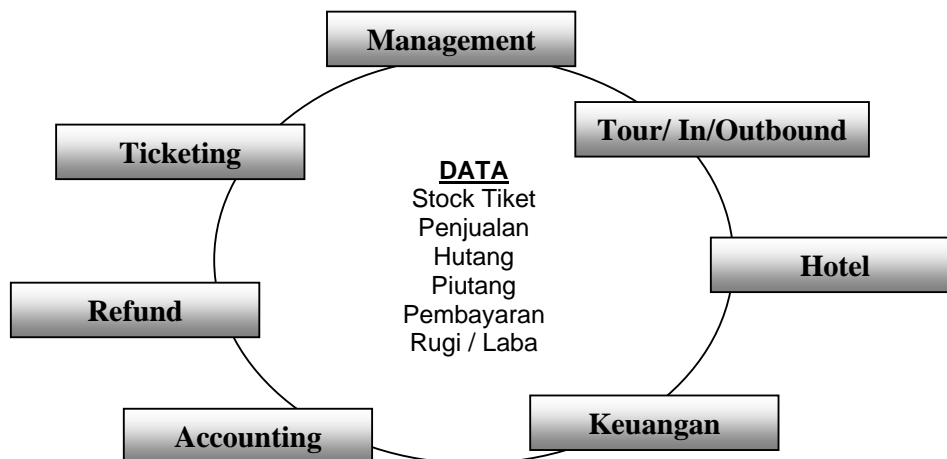 Management
Tour/ In/Outbound
Ticketing
DATA
Stock Tiket
Penjualan
Hutang
Piutang
Pembayaran
Rugi / Laba
Hotel
Refund
Keuangan
Accounting